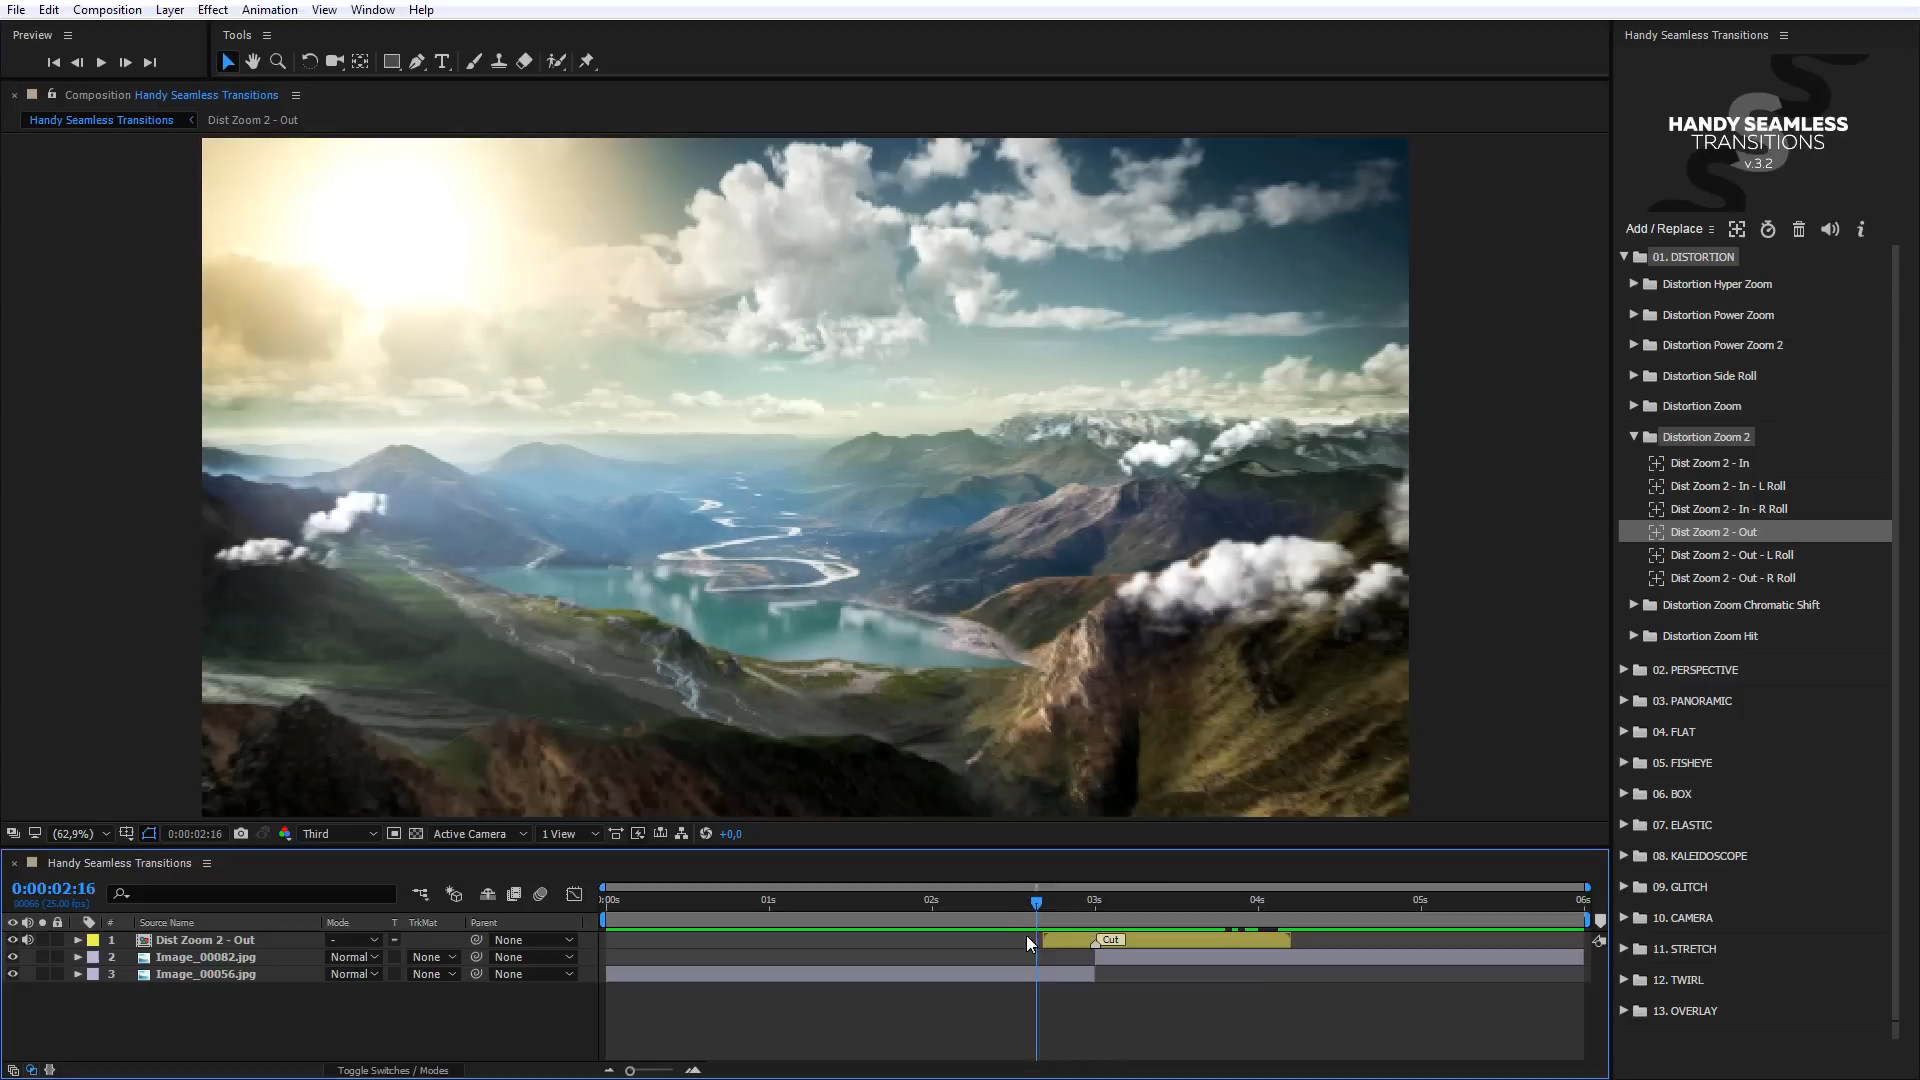 File Edit Composition Layer Effect Animation View Window Help
Preview
Tools
Handy Seamless Transitions
Composition Handy Seamless Transitions
Handy Seamless Transitions
Dist Zoom 2 - Out
HANDY SEAMLESS
TRANSITIONS
v.3.2
Add / Replace
01. DISTORTION
Distortion Hyper Zoom
Distortion Power Zoom
Distortion Power Zoom 2
Distortion Side Roll
Distortion Zoom
Distortion Zoom 2
Dist Zoom 2 - In
Dist Zoom 2 - In - L Roll
Dist Zoom 2 - In - R Roll
Dist Zoom 2 - Out
Dist Zoom 2 - Out - L Roll
Dist Zoom 2 - Out - R Roll
Distortion Zoom Chromatic Shift
Distortion Zoom Hit
02. PERSPECTIVE
03. PANORAMIC
04. FLAT
05. FISHEYE
06. BOX
07. ELASTIC
08. KALEIDOSCOPE
09. GLITCH
10. CAMERA
11. STRETCH
12. TWIRL
13. OVERLAY
(62,9%) 0:00:02:16 Third Active Camera 1 View +0,0
Handy Seamless Transitions
0:00:02:16
00066 (25.00 fps)
0:00s 01s 02s 03s 04s 05s 06s
# Source Name Mode T TrkMat Parent
1 Dist Zoom 2 - Out - None Cut
2 Image_00082.jpg Normal None None
3 Image_00056.jpg Normal None None
Toggle Switches / Modes